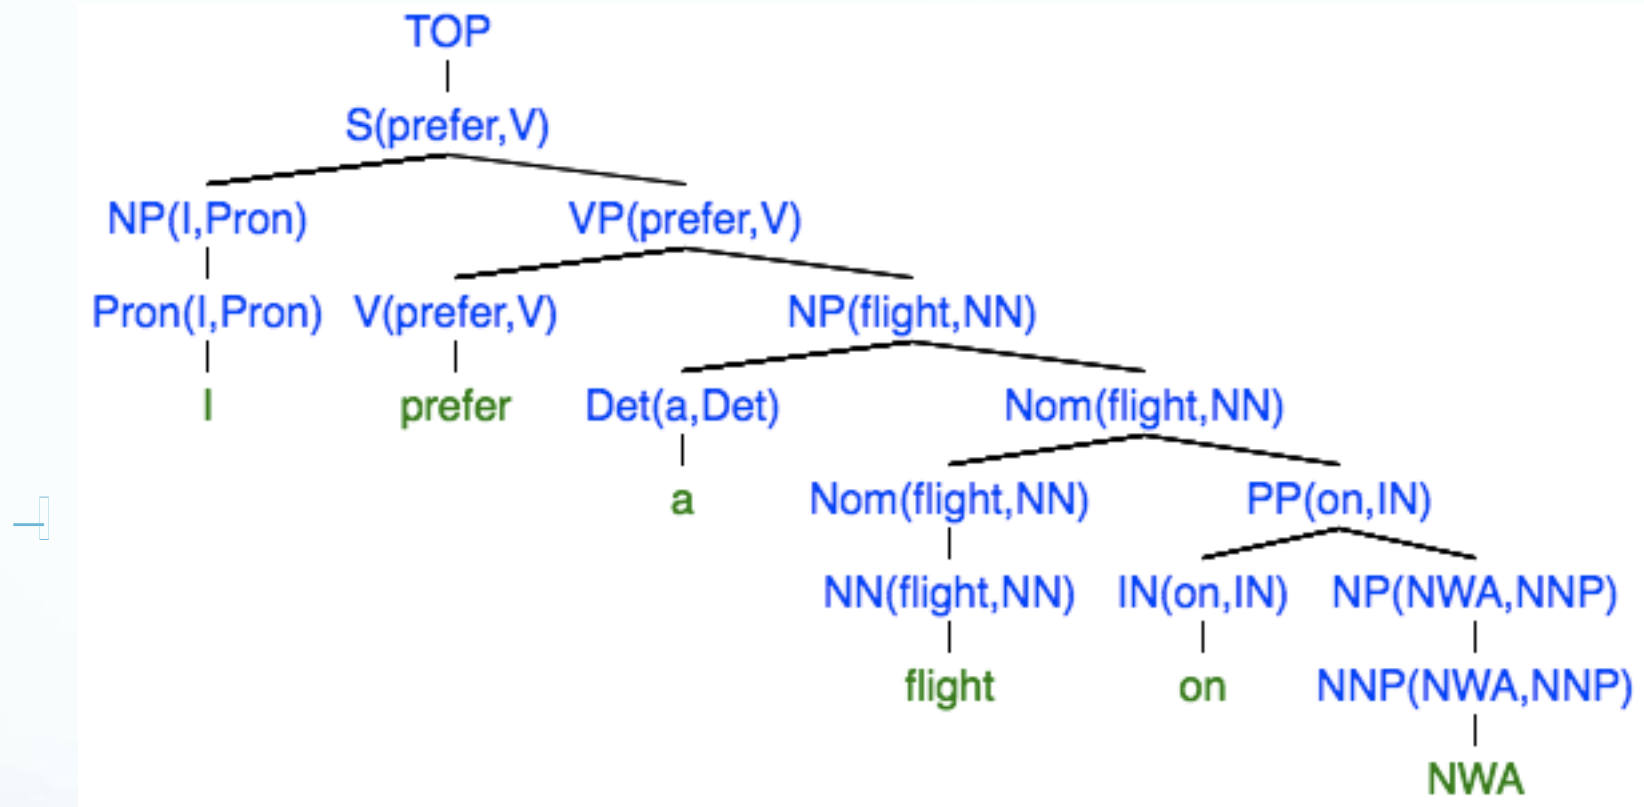 TOP
S(prefer,V)
NP(I,Pron) VP(prefer,V)
Pron(I,Pron) V(prefer,V) NP(flight,NN)
I prefer Det(a,Det) Nom(flight,NN)
a Nom(flight,NN) PP(on,IN)
NN(flight,NN) IN(on,IN) NP(NWA,NNP)
flight on NNP(NWA,NNP)
NWA